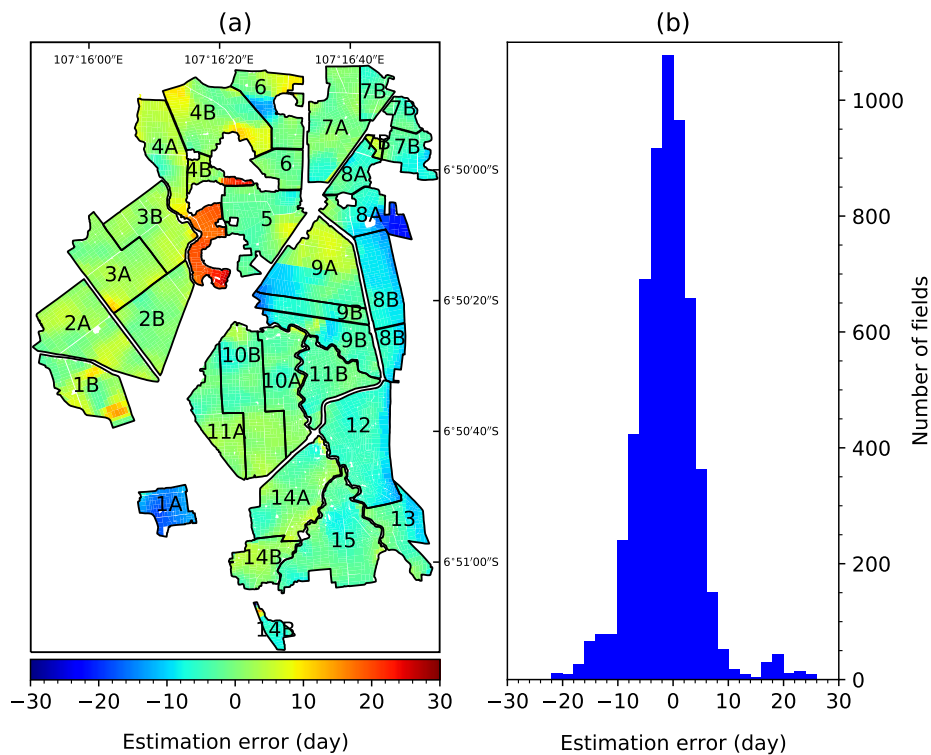 (a)
(b)
107°16′00″E
107°16′20″E
107°16′40″E
6
7B
4B
7B
7A
4A
7B
7B
6
4B
8A
6°50′00″S
3B
5
8A
9A
3A
8B
6°50′20″S
2A
2B
9B
9B
8B
10B
11B
1B
10A
12
11A
6°50′40″S
14A
1A
13
15
14B
6°51′00″S
14B
−30
−20
−10
0
10
20
30
Estimation error (day)
1000
800
600
400
200
0
Number of fields
−30
−20
−10
0
10
20
30
Estimation error (day)